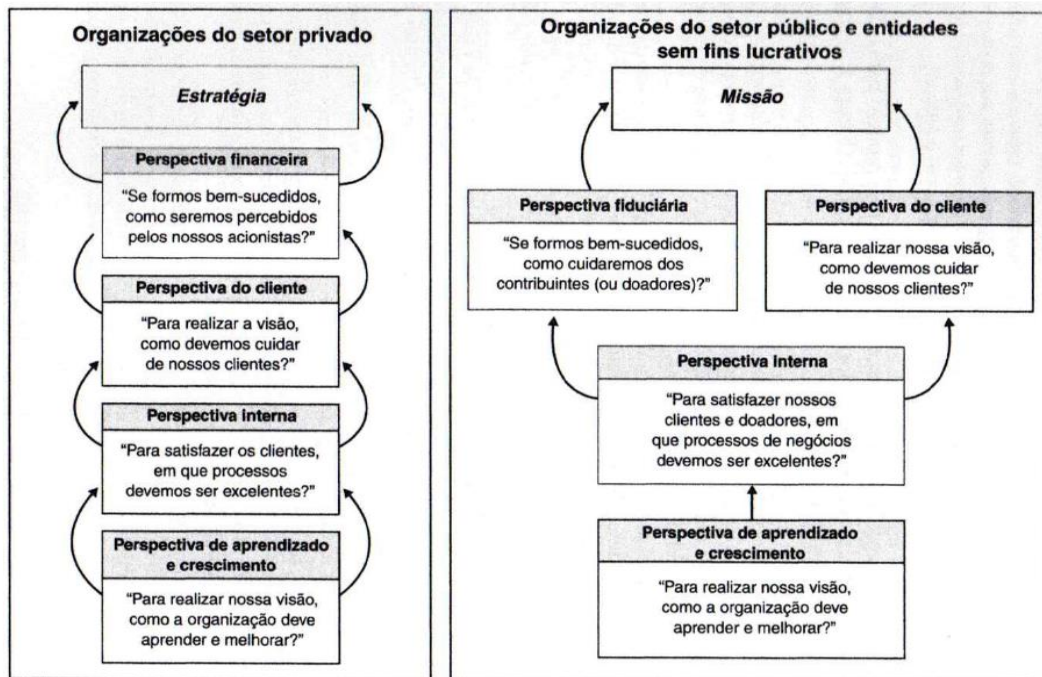 Organizações do setor privado
Estratégia
Perspectiva financeira
“Se formos bem-sucedidos,
como seremos percebidos
pelos nossos acionistas?”
Perspectiva do cliente
“Para realizar a visão,
como devemos cuidar
de nossos clientes?”
Perspectiva interna
“Para satisfazer os clientes,
em que processos
devemos ser excelentes?”
Perspectiva de aprendizado
e crescimento
“Para realizar nossa visão,
como a organização deve
aprender e melhorar?”
Organizações do setor público e entidades
sem fins lucrativos
Missão
Perspectiva fiduciária
“Se formos bem-sucedidos,
como cuidaremos dos
contribuintes (ou doadores)?”
Perspectiva do cliente
“Para realizar nossa visão,
como devemos cuidar
de nossos clientes?”
Perspectiva interna
“Para satisfazer nossos
clientes e doadores, em
que processos de negócios
devemos ser excelentes?”
Perspectiva de aprendizado
e crescimento
“Para realizar nossa visão,
como a organização deve
aprender e melhorar?”